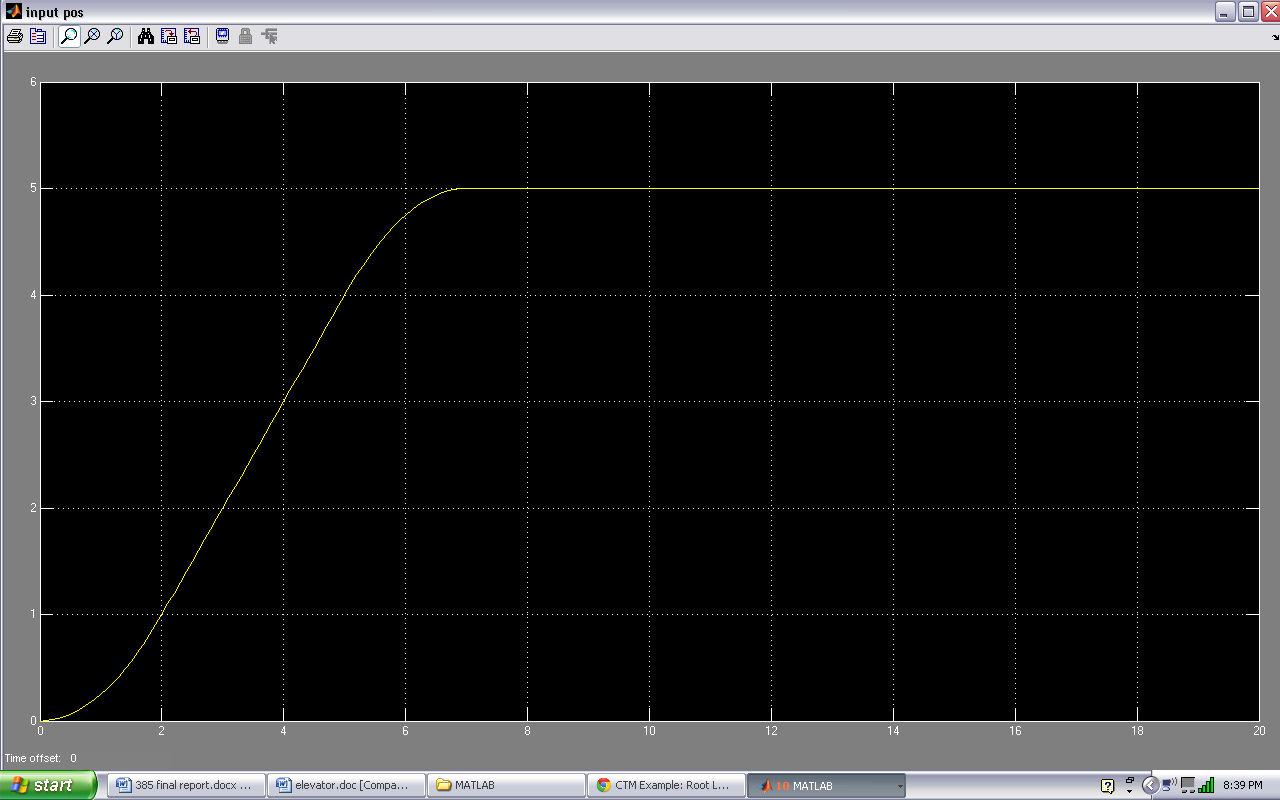 input pos
6
5
4
3
2
1
0
0 2 4 6 8 10 12 14 16 18 20
Time offset: 0
start 385 final report.docx ... elevator.doc [Compa... MATLAB CTM Example: Root L... 10 MATLAB 8:39 PM